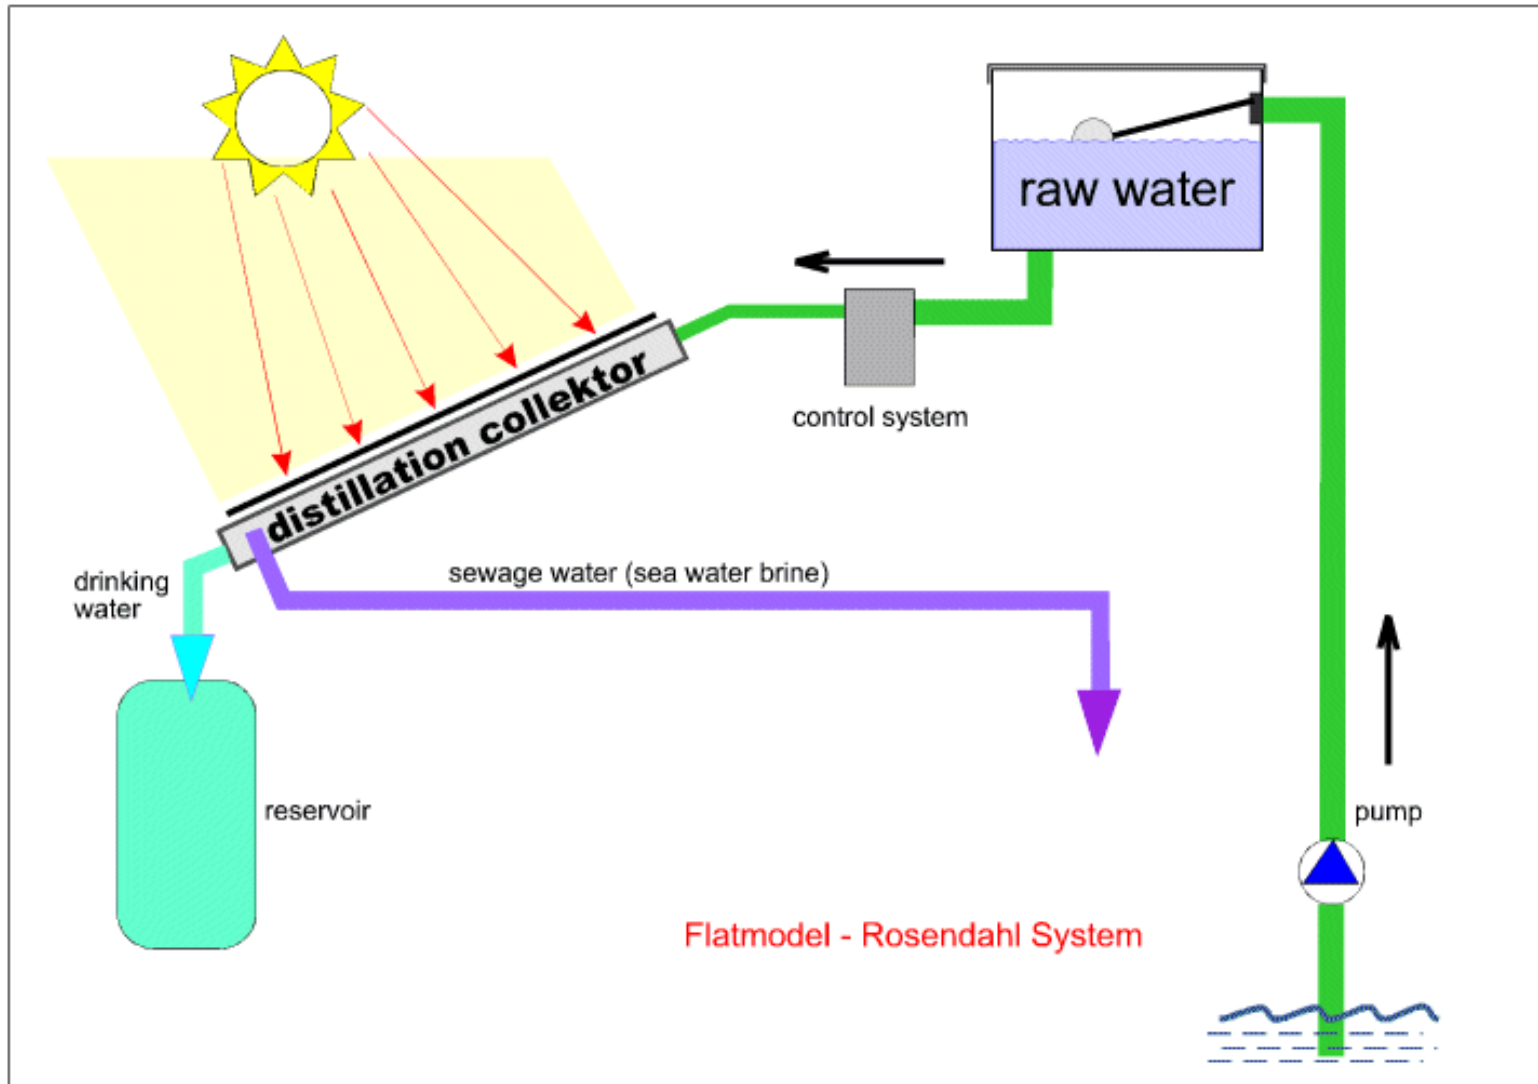 raw water
control system
distillation collektor
sewage water (sea water brine)
drinking
water
reservoir
pump
Flatmodel - Rosendahl System